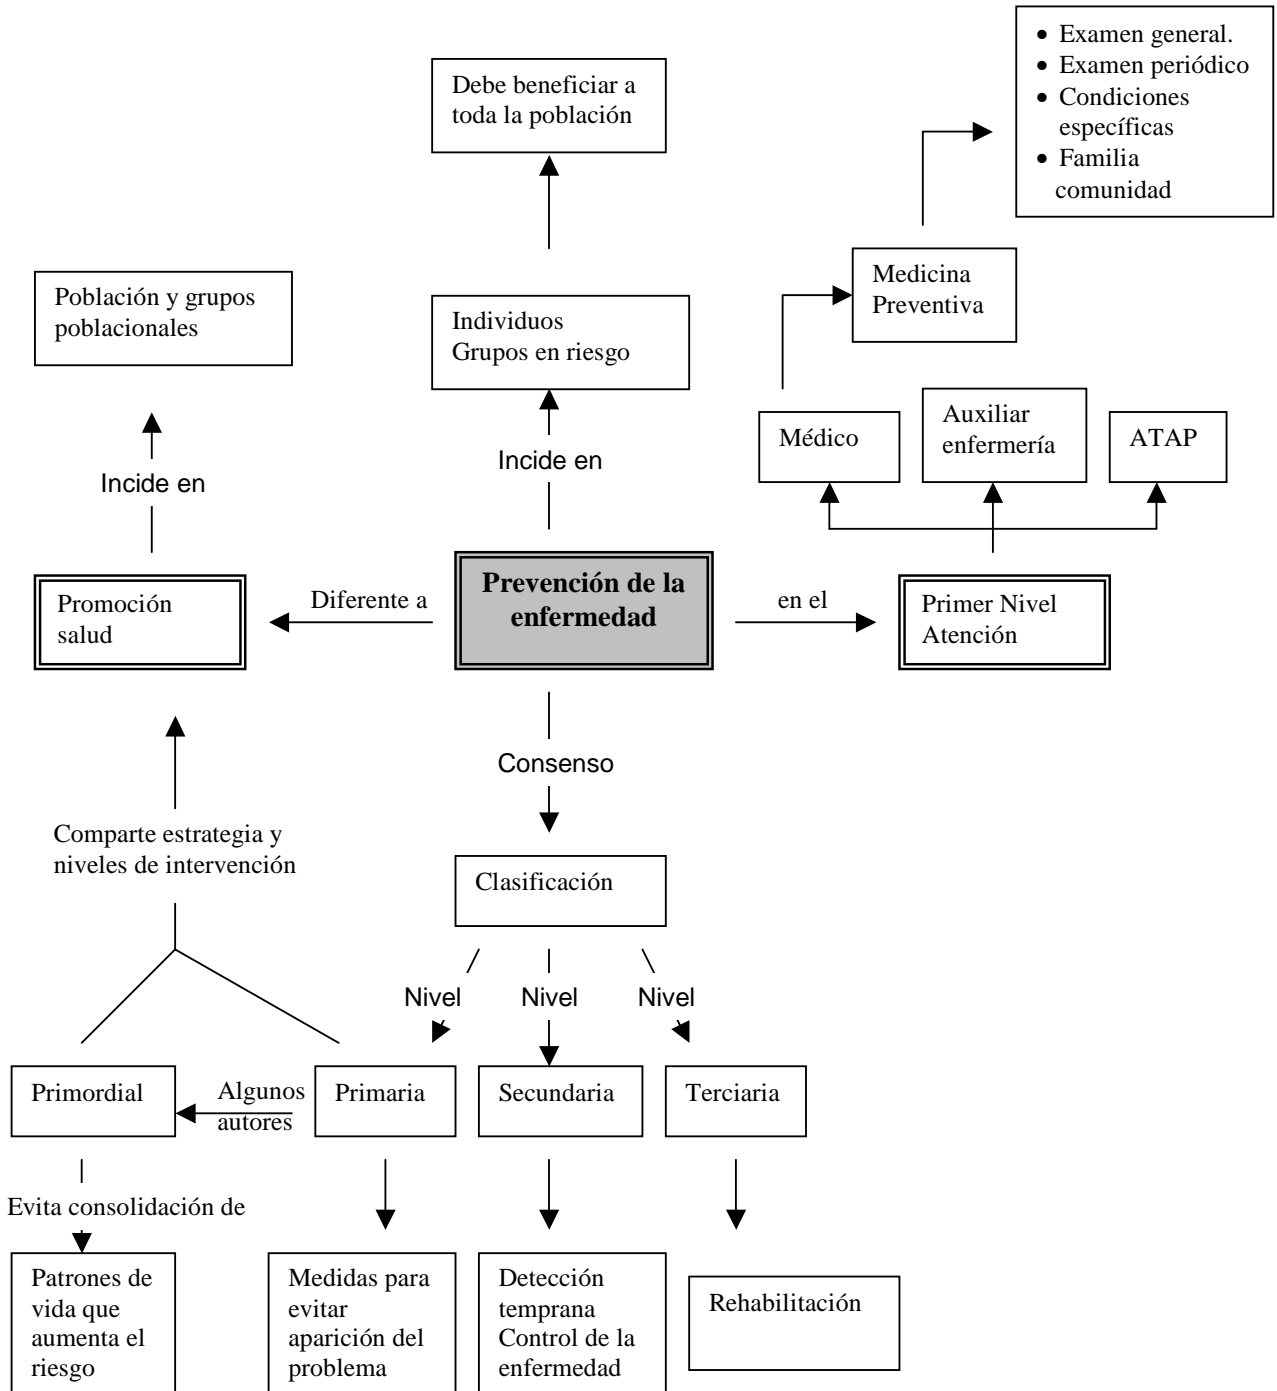 • Examen general.
• Examen periódico
• Condiciones
específicas
• Familia
comunidad
Debe beneficiar a
toda la población
Medicina
Preventiva
Población y grupos
poblacionales
Individuos
Grupos en riesgo
Médico
Auxiliar
enfermería
ATAP
Incide en
Incide en
Promoción
salud
Diferente a
Prevención de la
enfermedad
en el
Primer Nivel
Atención
Consenso
Comparte estrategia y
niveles de intervención
Clasificación
Nivel
Nivel
Nivel
Primordial
Algunos
autores
Primaria
Secundaria
Terciaria
Evita consolidación de
Patrones de
vida que
aumenta el
riesgo
Medidas para
evitar
aparición del
problema
Detección
temprana
Control de la
enfermedad
Rehabilitación